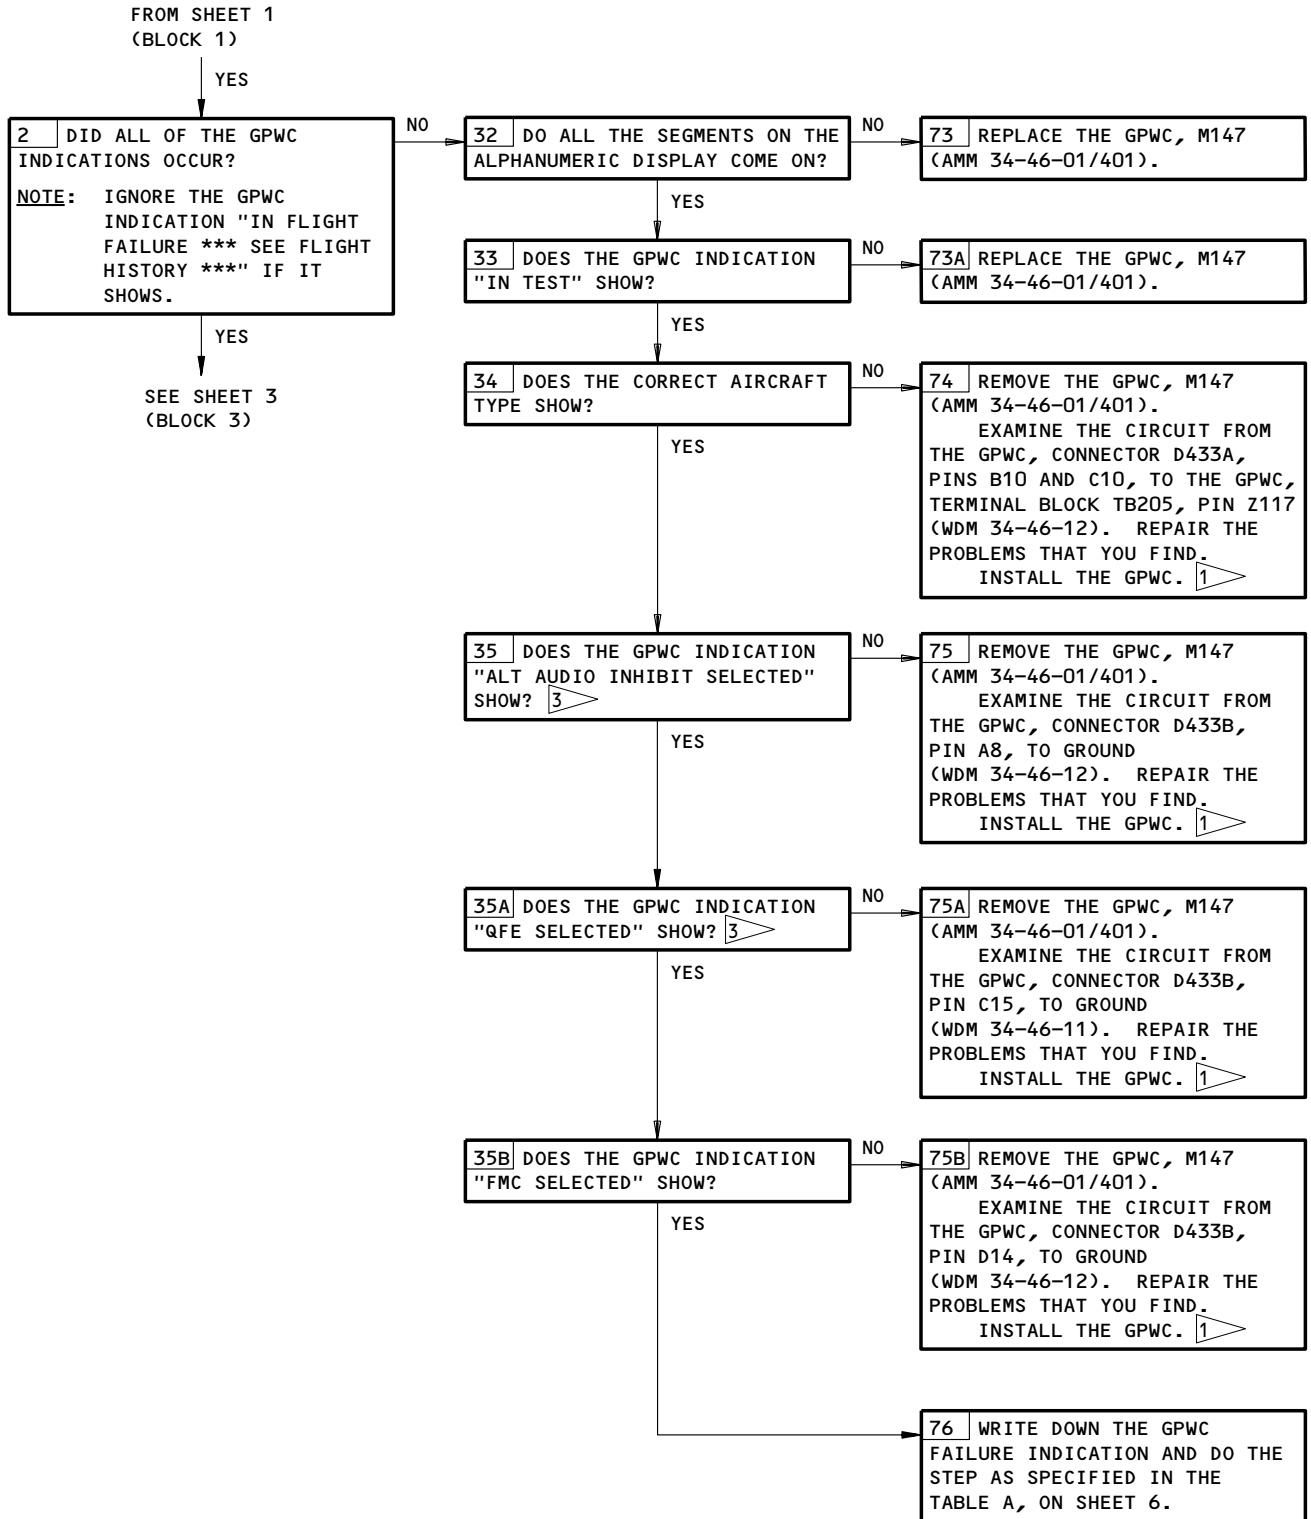 FROM SHEET 1
(BLOCK 1)
YES
2 DID ALL OF THE GPWC
INDICATIONS OCCUR?
NOTE: IGNORE THE GPWC
INDICATION "IN FLIGHT
FAILURE *** SEE FLIGHT
HISTORY ***" IF IT
SHOWS.
NO
YES
SEE SHEET 3
(BLOCK 3)
32 DO ALL THE SEGMENTS ON THE
ALPHANUMERIC DISPLAY COME ON?
NO
73 REPLACE THE GPWC, M147
(AMM 34-46-01/401).
YES
33 DOES THE GPWC INDICATION
"IN TEST" SHOW?
NO
73A REPLACE THE GPWC, M147
(AMM 34-46-01/401).
YES
34 DOES THE CORRECT AIRCRAFT
TYPE SHOW?
NO
74 REMOVE THE GPWC, M147
(AMM 34-46-01/401).
EXAMINE THE CIRCUIT FROM
THE GPWC, CONNECTOR D433A,
PINS B10 AND C10, TO THE GPWC,
TERMINAL BLOCK TB205, PIN Z117
(WDM 34-46-12). REPAIR THE
PROBLEMS THAT YOU FIND.
INSTALL THE GPWC. 1
YES
35 DOES THE GPWC INDICATION
"ALT AUDIO INHIBIT SELECTED"
SHOW? 3
NO
75 REMOVE THE GPWC, M147
(AMM 34-46-01/401).
EXAMINE THE CIRCUIT FROM
THE GPWC, CONNECTOR D433B,
PIN A8, TO GROUND
(WDM 34-46-12). REPAIR THE
PROBLEMS THAT YOU FIND.
INSTALL THE GPWC. 1
YES
35A DOES THE GPWC INDICATION
"QFE SELECTED" SHOW? 3
NO
75A REMOVE THE GPWC, M147
(AMM 34-46-01/401).
EXAMINE THE CIRCUIT FROM
THE GPWC, CONNECTOR D433B,
PIN C15, TO GROUND
(WDM 34-46-11). REPAIR THE
PROBLEMS THAT YOU FIND.
INSTALL THE GPWC. 1
YES
35B DOES THE GPWC INDICATION
"FMC SELECTED" SHOW?
NO
75B REMOVE THE GPWC, M147
(AMM 34-46-01/401).
EXAMINE THE CIRCUIT FROM
THE GPWC, CONNECTOR D433B,
PIN D14, TO GROUND
(WDM 34-46-12). REPAIR THE
PROBLEMS THAT YOU FIND.
INSTALL THE GPWC. 1
YES
76 WRITE DOWN THE GPWC
FAILURE INDICATION AND DO THE
STEP AS SPECIFIED IN THE
TABLE A, ON SHEET 6.